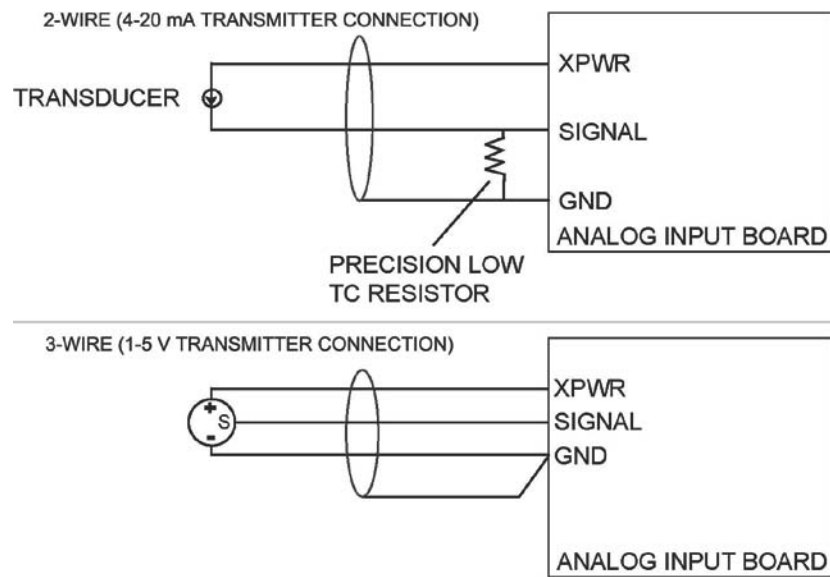 2-WIRE (4-20 mA TRANSMITTER CONNECTION)
XPWR
TRANSDUCER
SIGNAL
GND
ANALOG INPUT BOARD
PRECISION LOW
TC RESISTOR
3-WIRE (1-5 V TRANSMITTER CONNECTION)
XPWR
+
S
SIGNAL
-
GND
ANALOG INPUT BOARD